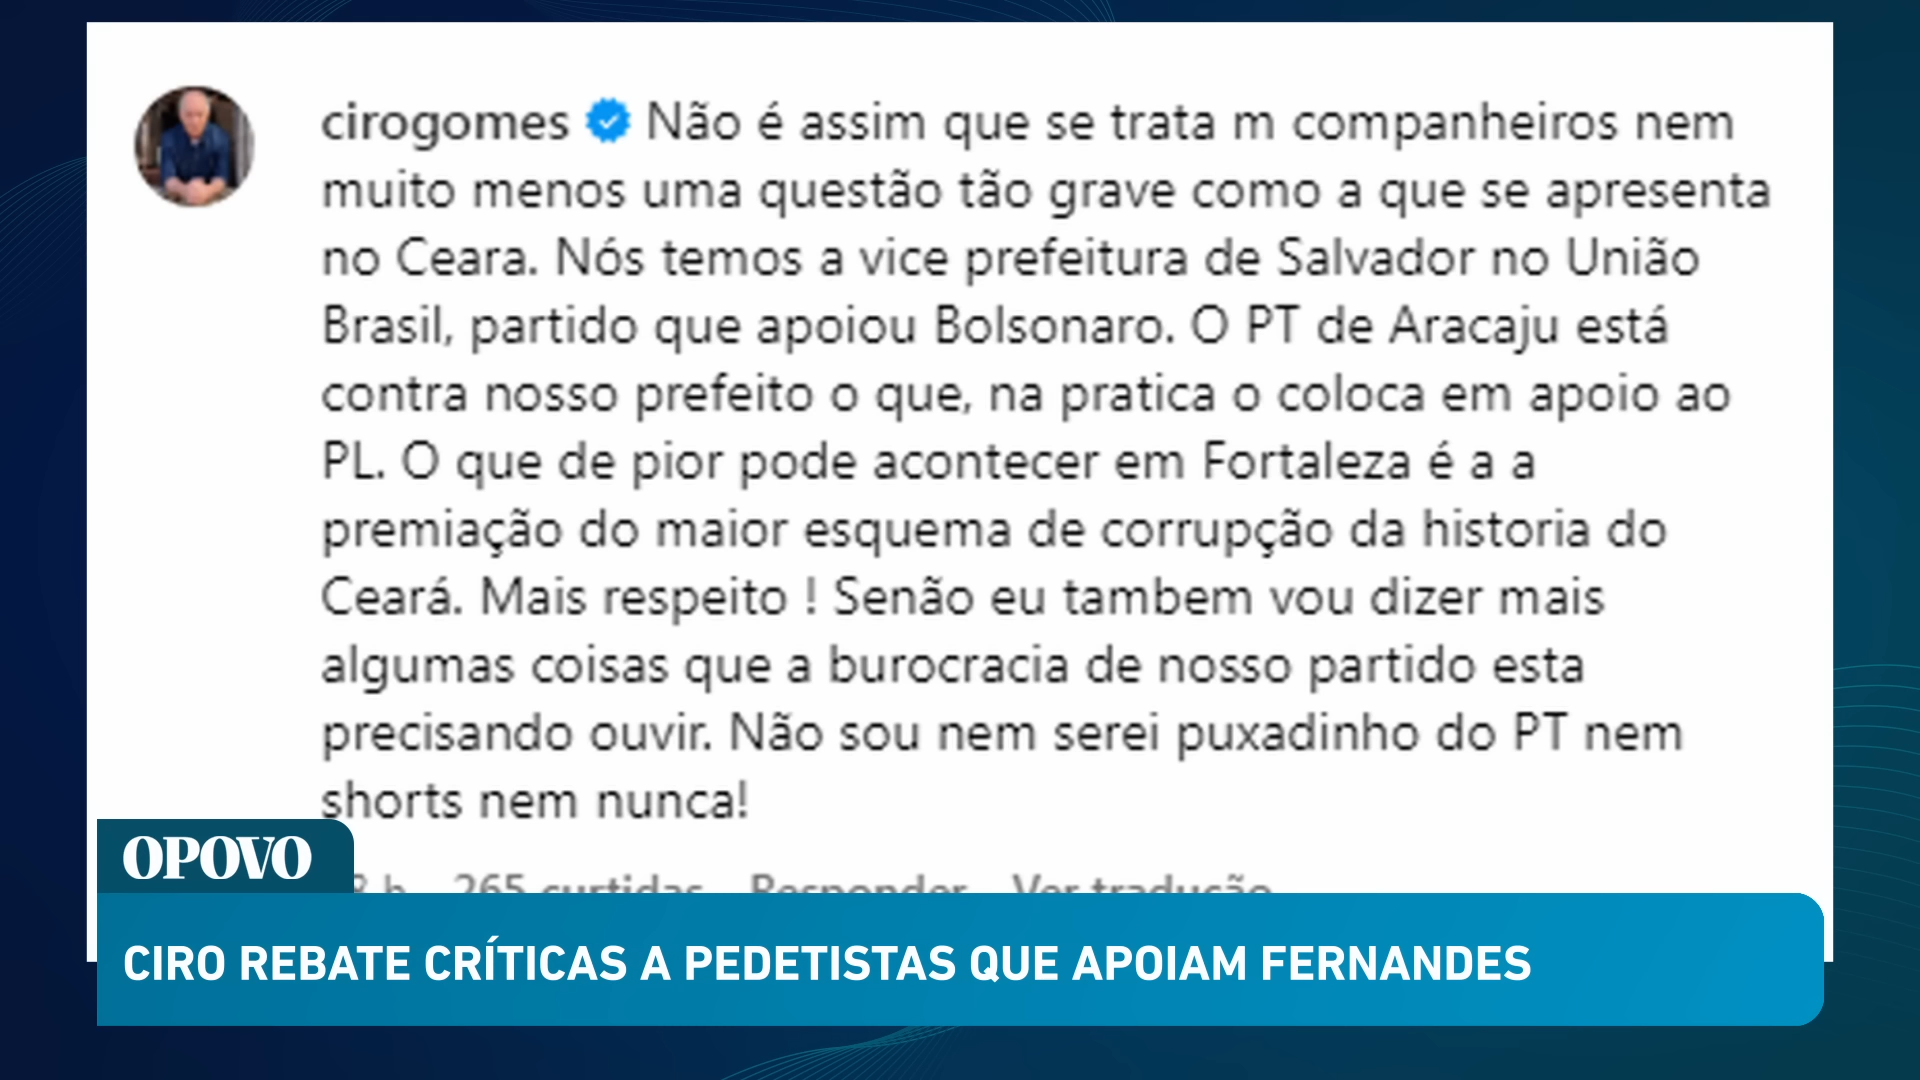 cirogomes Não é assim que se trata m companheiros nem
muito menos uma questão tão grave como a que se apresenta
no Ceara. Nós temos a vice prefeitura de Salvador no União
Brasil, partido que apoiou Bolsonaro. O PT de Aracaju está
contra nosso prefeito o que, na pratica o coloca em apoio ao
PL. O que de pior pode acontecer em Fortaleza é a a
premiação do maior esquema de corrupção da historia do
Ceará. Mais respeito ! Senão eu tambem vou dizer mais
algumas coisas que a burocracia de nosso partido esta
precisando ouvir. Não sou nem serei puxadinho do PT nem
shorts nem nunca!
h 265 curtidas Responder Ver tradução
OPOVO
CIRO REBATE CRÍTICAS A PEDETISTAS QUE APOIAM FERNANDES